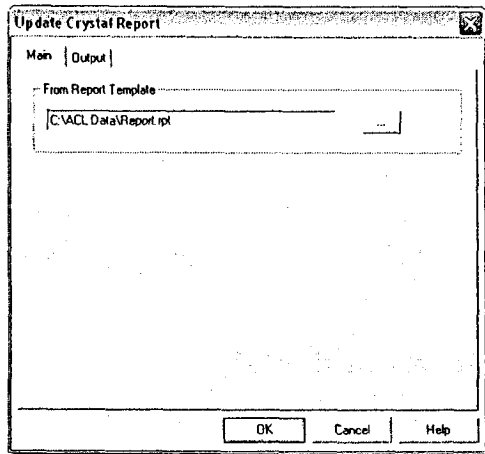 Update Crystal Report
Main Output
From Report Template
C:\ACL Data\Report.rpt ...
OK Cancel Help